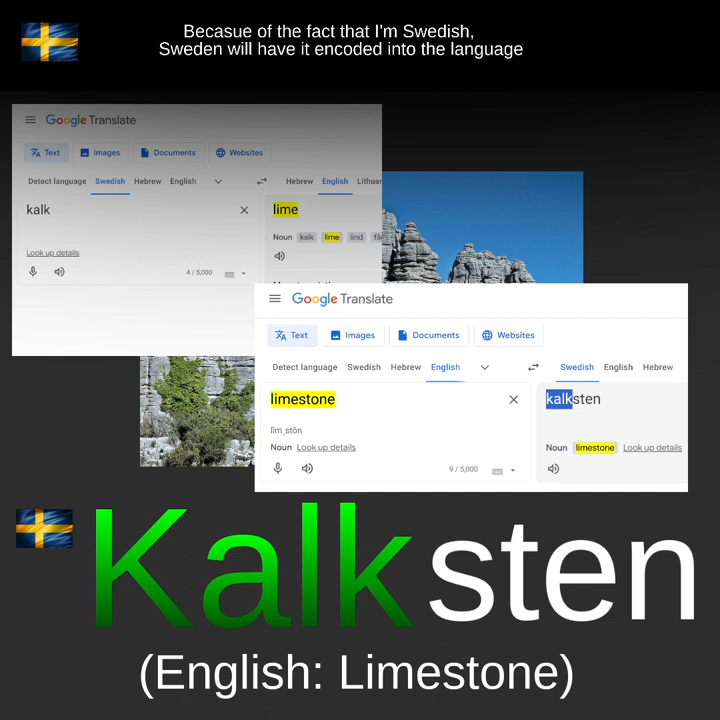 Becasue of the fact that I'm Swedish,
Sweden will have it encoded into the language
Google Translate
Text Images Documents Websites
Detect language Swedish Hebrew English Hebrew English
kalk
lime
Noun kalk lime lind
Look up details
4 / 5,000
Google Translate
Text Images Documents Websites
Detect language Swedish Hebrew English Swedish English Hebrew
limestone
kalksten
līm͵stōn
Noun Look up details
Noun limestone Look up details
9 / 5,000
Kalksten
(English: Limestone)